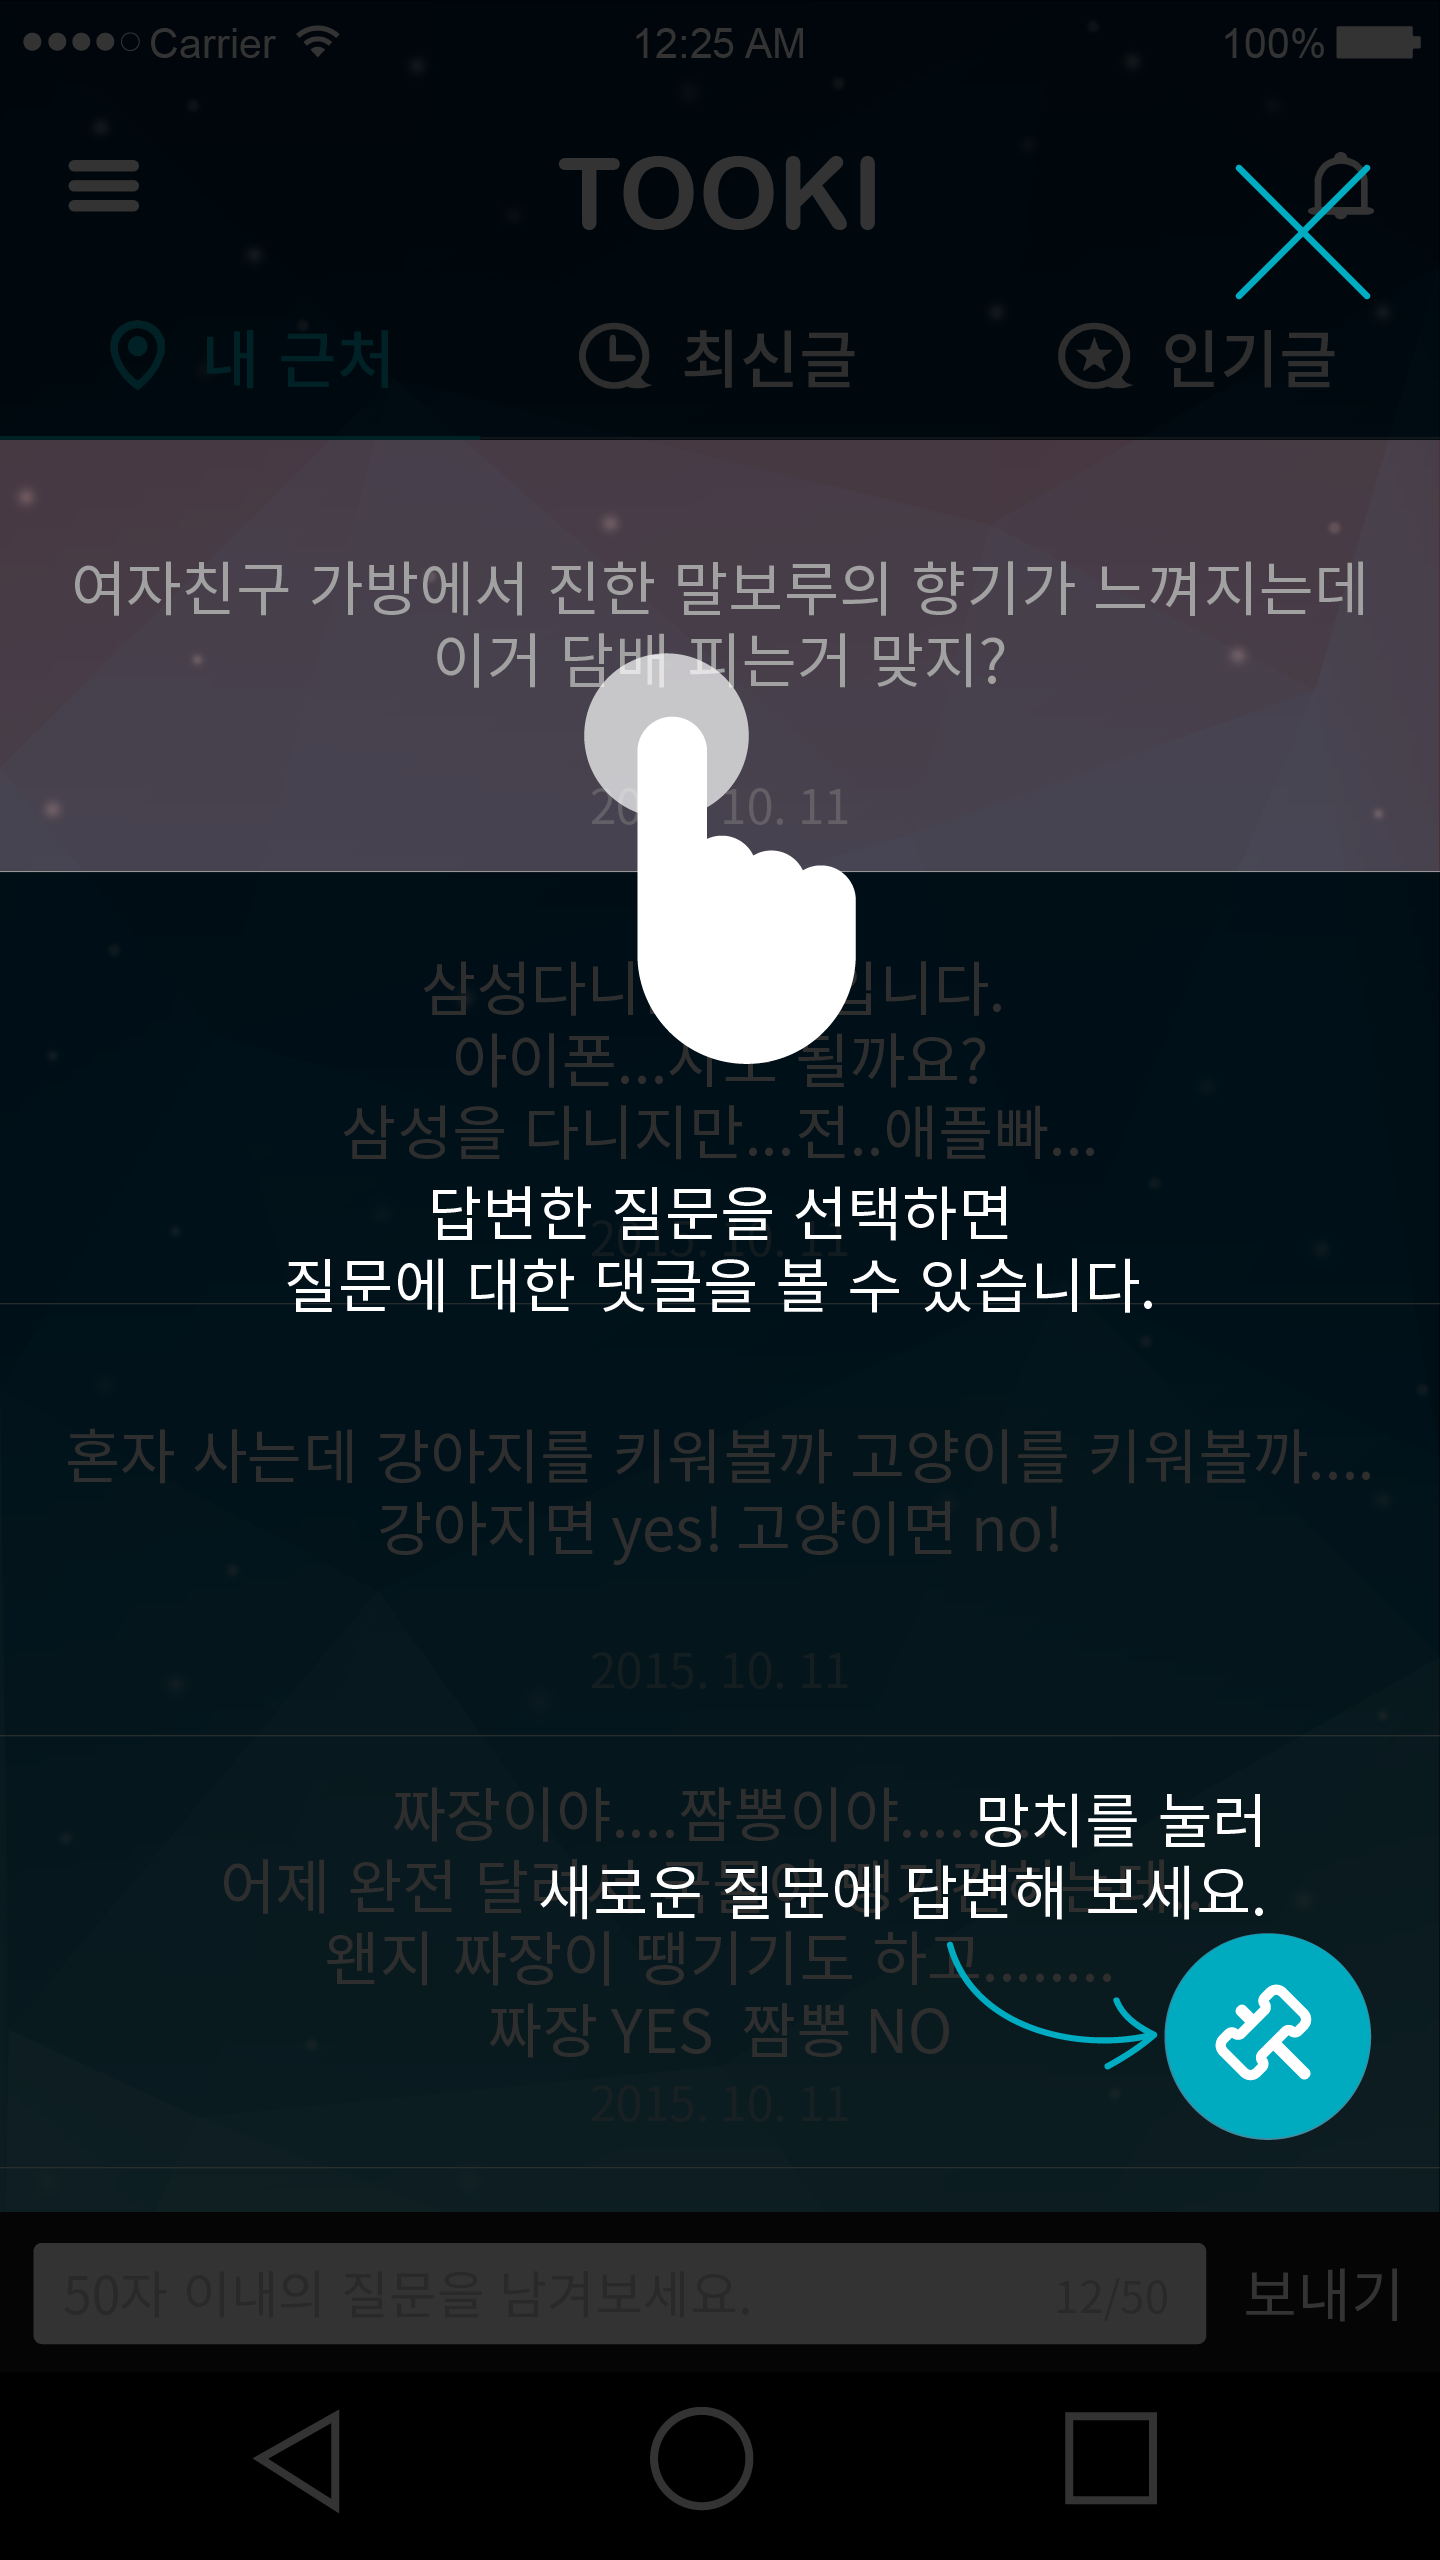 Carrier 12:25 AM 100%
TOOKI
내 근처 최신글 인기글
여자친구 가방에서 진한 말보루의 향기가 느껴지는데
이거 담배 피는거 맞지?
10. 11
삼성다니 입니다.
아이폰... 될까요?
삼성을 다니지만...전..애플빠...
2015. 10. 11
답변한 질문을 선택하면
질문에 대한 댓글을 볼 수 있습니다.
혼자 사는데 강아지를 키워볼까 고양이를 키워볼까....
강아지면 yes! 고양이면 no!
2015. 10. 11
짜장이야....짬뽕이야........
망치를 눌러
어제 완전
새로운 질문에 답변해 보세요.
왠지 짜장이 땡기기도 하고........
짜장 YES 짬뽕 NO
2015. 10. 11
50자 이내의 질문을 남겨보세요. 12/50 보내기